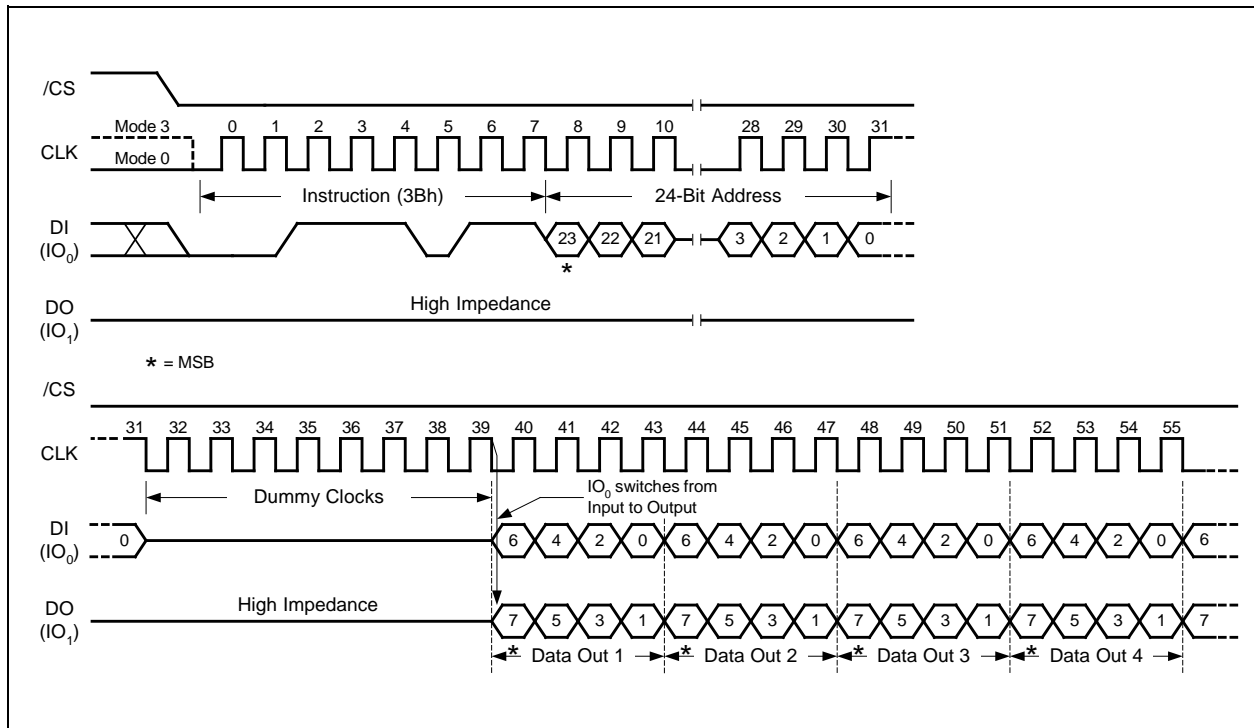 /CS
Mode 3 0 1 2 3 4 5 6 7 8 9 10 28 29 30 31
CLK
Mode 0
Instruction (3Bh) 24-Bit Address
DI
(IO0)
23 22 21 3 2 1 0
*
High Impedance
DO
(IO1)
* = MSB
/CS
31 32 33 34 35 36 37 38 39 40 41 42 43 44 45 46 47 48 49 50 51 52 53 54 55
CLK
Dummy Clocks
IO0 switches from
Input to Output
DI
(IO0)
0 6 4 2 0 6 4 2 0 6 4 2 0 6 4 2 0 6
High Impedance
DO
(IO1)
7 5 3 1 7 5 3 1 7 5 3 1 7 5 3 1 7
* Data Out 1 * Data Out 2 * Data Out 3 * Data Out 4